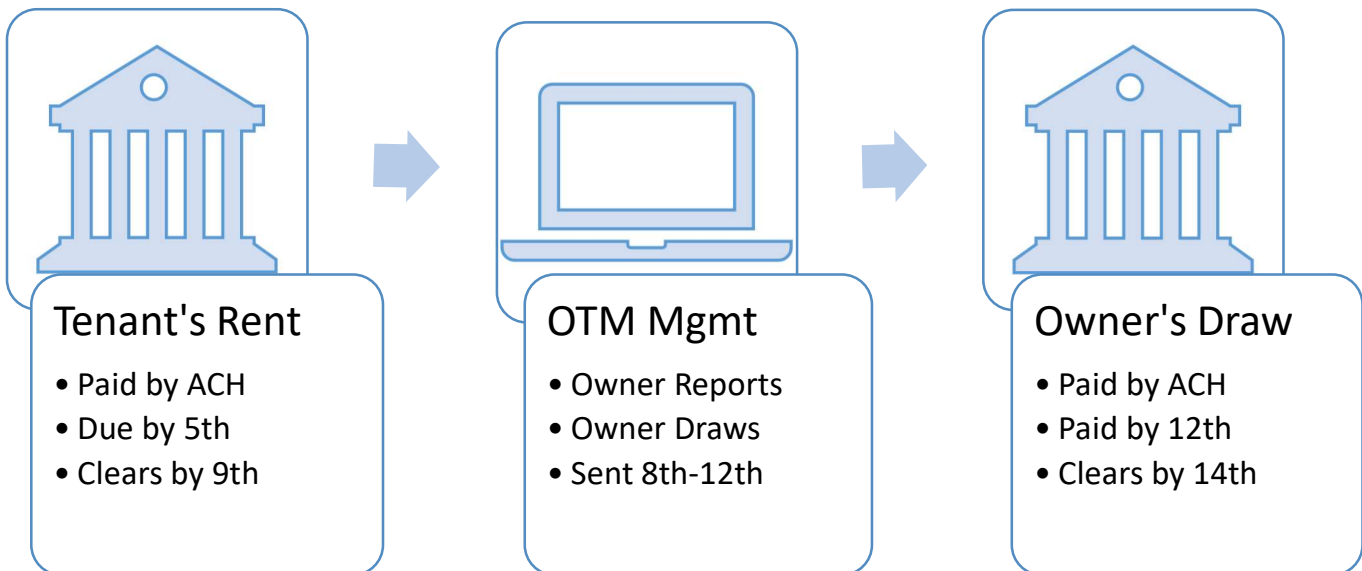 Tenant's Rent
• Paid by ACH
• Due by 5th
• Clears by 9th
OTM Mgmt
• Owner Reports
• Owner Draws
• Sent 8th-12th
Owner's Draw
• Paid by ACH
• Paid by 12th
• Clears by 14th